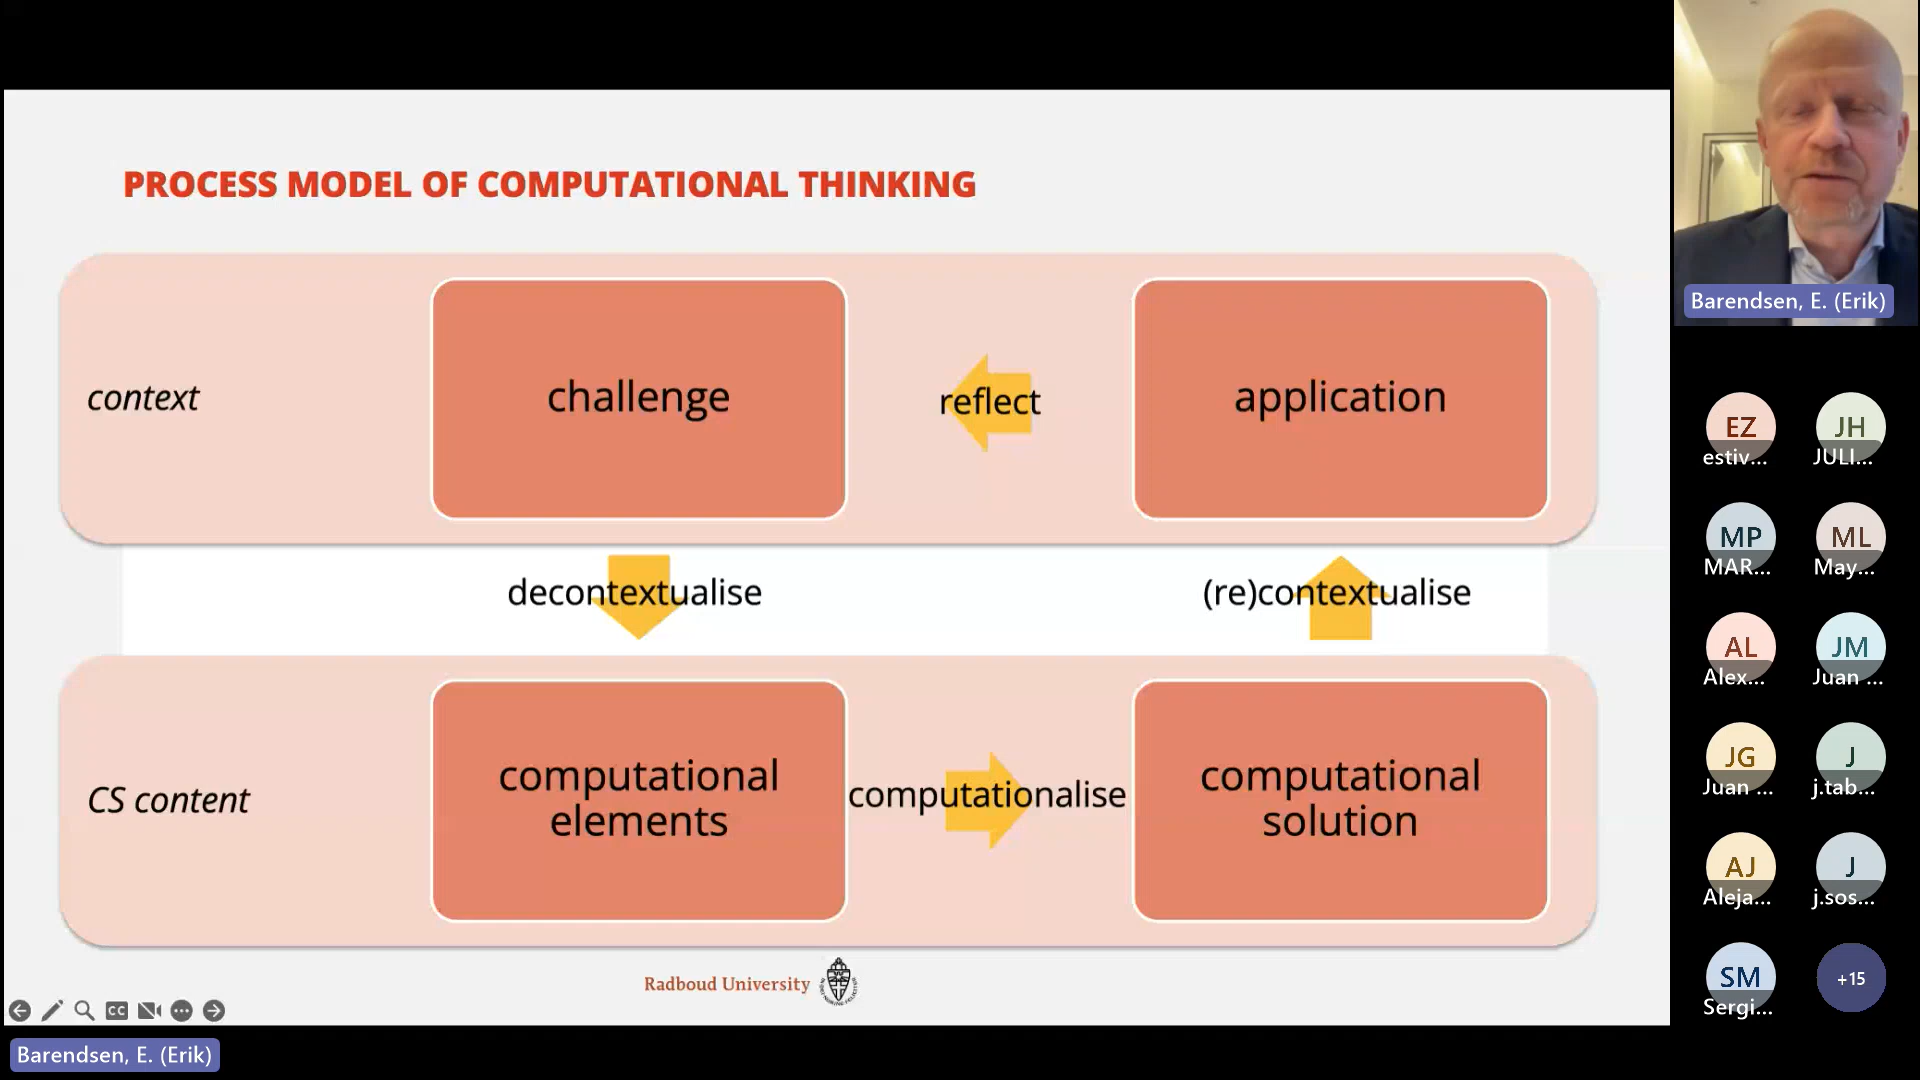 PROCESS MODEL OF COMPUTATIONAL THINKING
context
challenge
reflect
application
decontextualise
(re)contextualise
CS content
computational
elements
computationalise
computational
solution
Radboud University
CC
Barendsen, E. (Erik)
Barendsen, E. (Erik)
EZ
estiv...
JH
JULI...
MP
MAR...
ML
May...
AL
Alex...
JM
Juan ...
JG
Juan ...
J
j.tab...
AJ
Aleja...
J
j.sos...
SM
Sergi...
+15